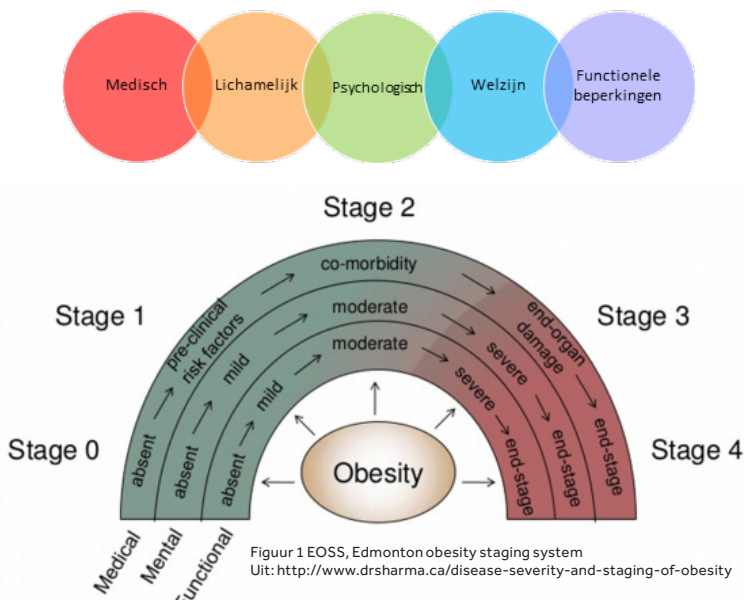 Medisch
Lichamelijk
Psychologisch
Welzijn
Functionele
beperkingen
Stage 2
Stage 1
Stage 3
Stage 0
Stage 4
pre-clinical
risk factors
co-morbidity
end-organ
damage
absent
end-stage
mild
moderate
severe
absent
end-stage
mild
moderate
severe
absent
end-stage
Obesity
Medical
Mental
Functional
Figuur 1 EOSS, Edmonton obesity staging system
Uit: http://www.drsharma.ca/disease-severity-and-staging-of-obesity